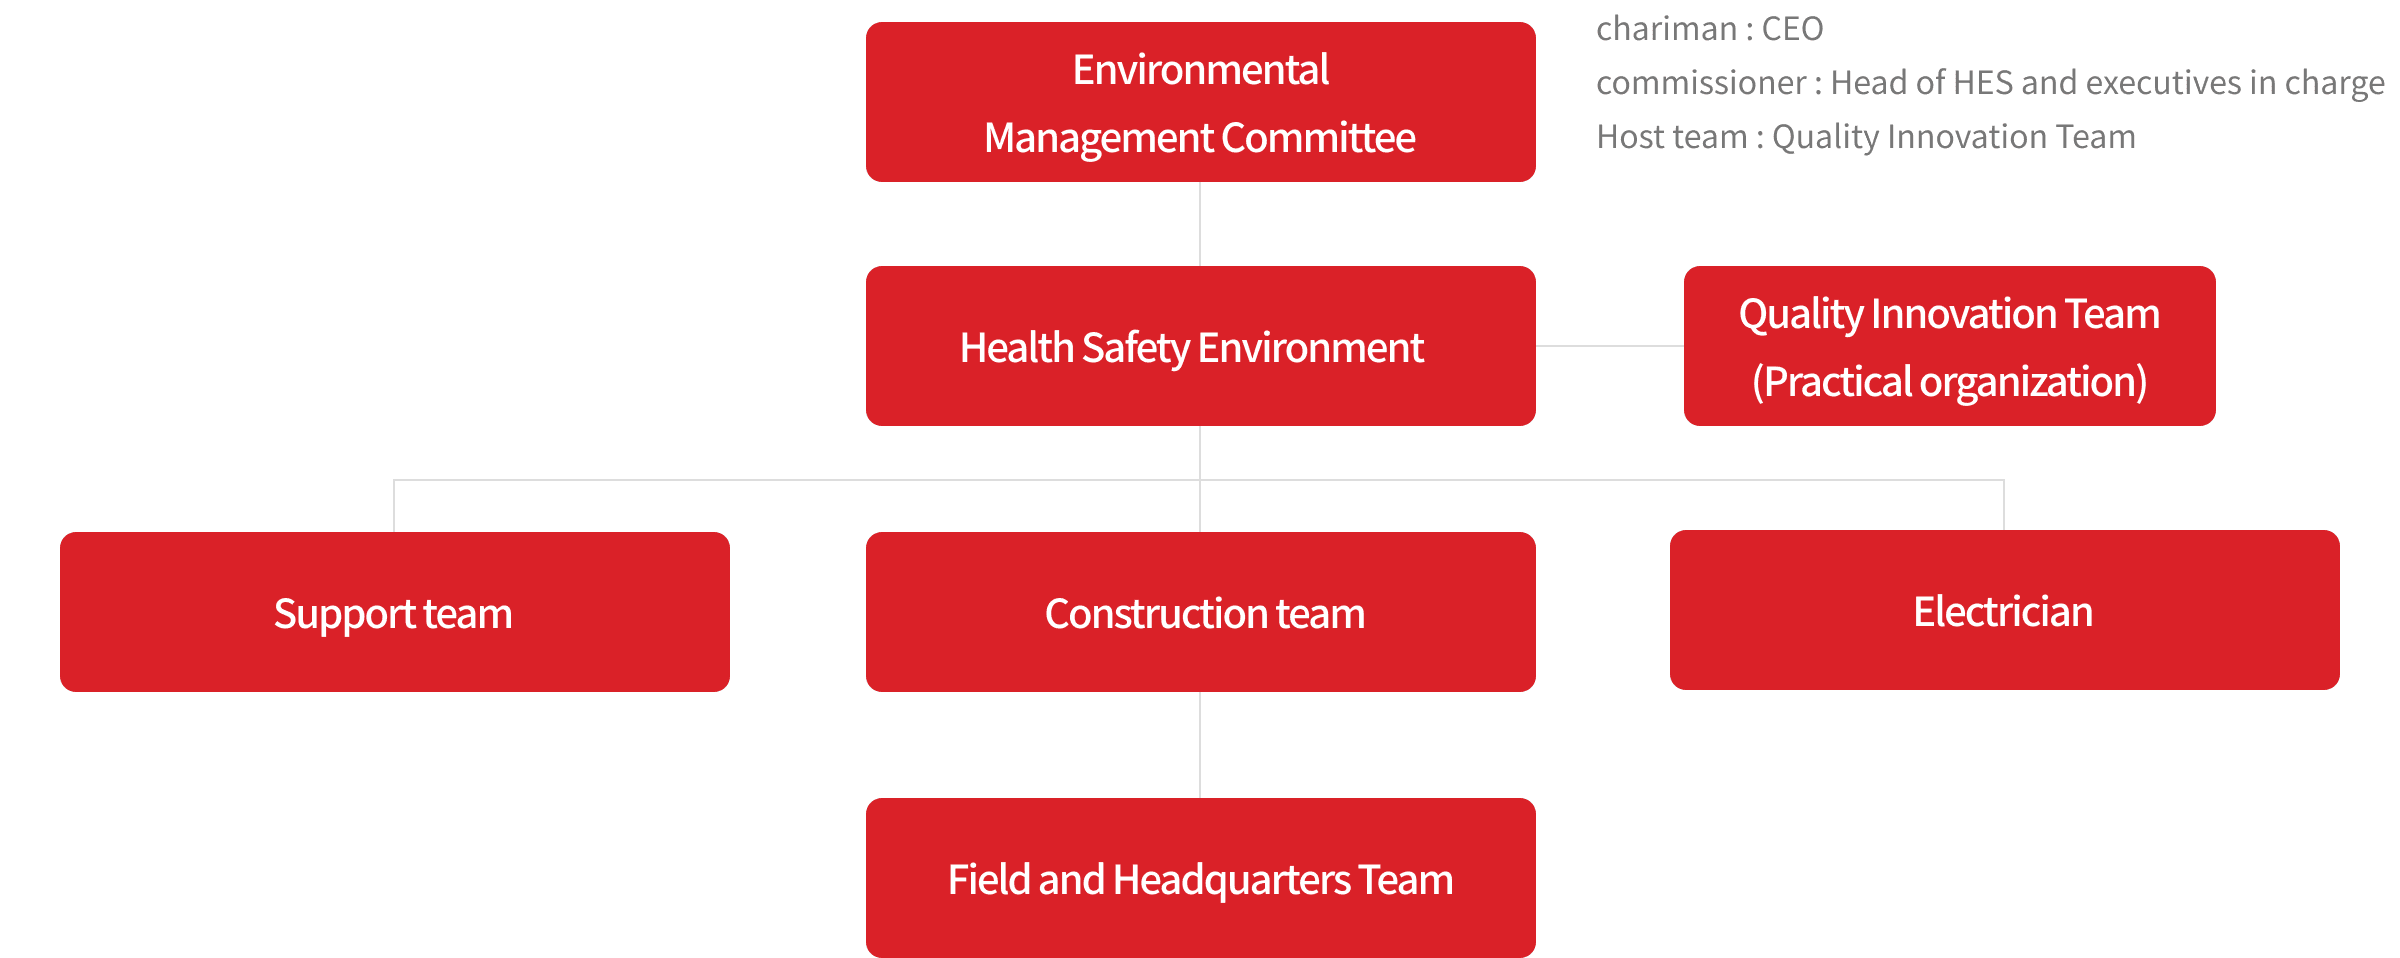 Environmental
Management Committee
chariman : CEO
commissioner : Head of HES and executives in charge
Host team : Quality Innovation Team
Health Safety Environment
Quality Innovation Team
(Practical organization)
Support team
Construction team
Electrician
Field and Headquarters Team